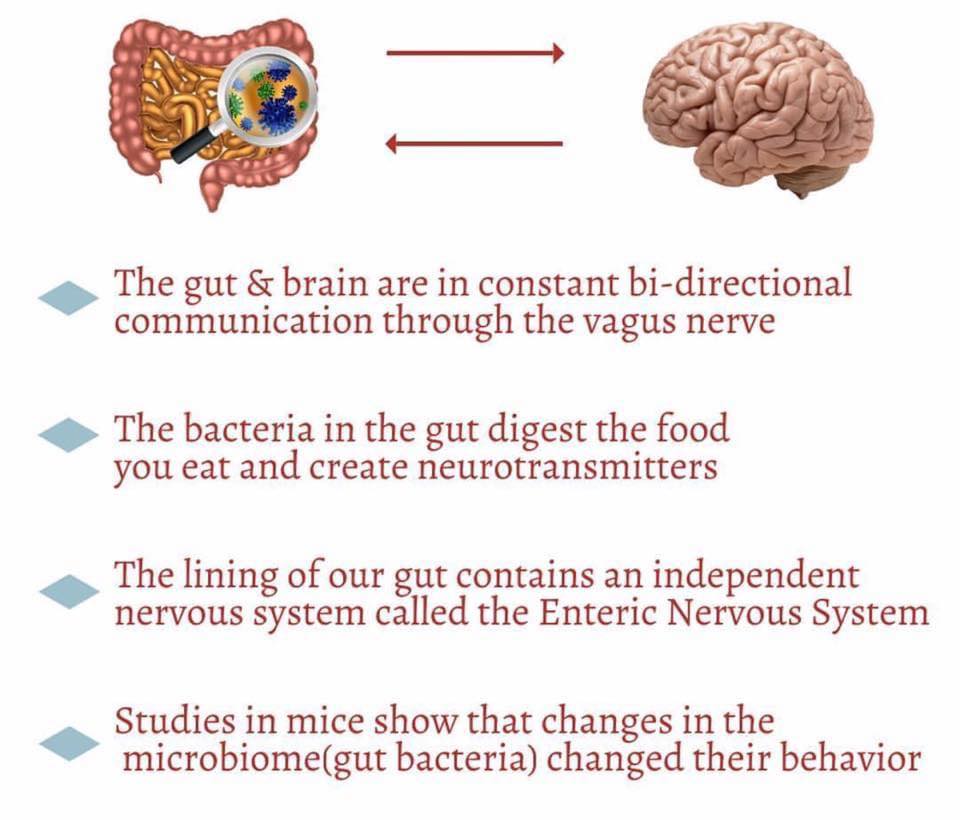 The gut & brain are in constant bi-directional
communication through the vagus nerve
The bacteria in the gut digest the food
you eat and create neurotransmitters
The lining of our gut contains an independent
nervous system called the Enteric Nervous System
Studies in mice show that changes in the
microbiome(gut bacteria) changed their behavior